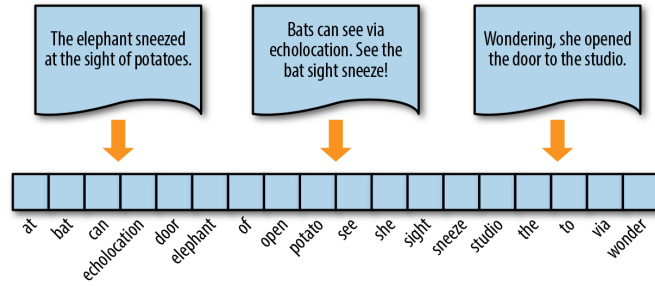 The elephant sneezed
at the sight of potatoes.
Bats can see via
echolocation. See the
bat sight sneeze!
Wondering, she opened
the door to the studio.
at
bat
can
echolocation
door
elephant
of
open
potato
see
she
sight
sneeze
studio
the
to
via
wonder